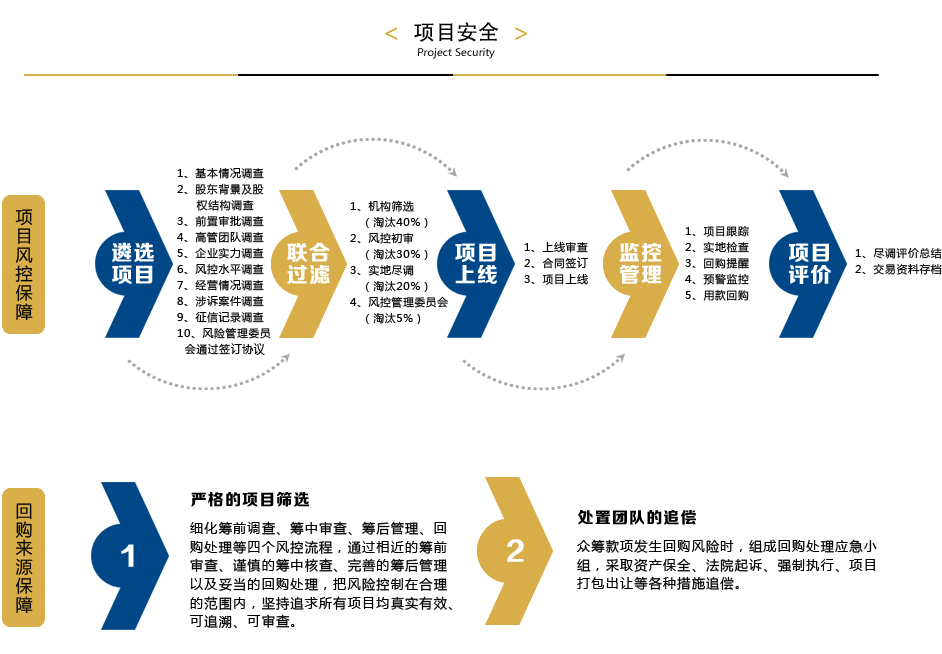 < 项目安全 >
Project Security
项目风控保障
遴选
项目
1、基本情况调查
2、股东背景及股
权结构调查
3、前置审批调查
4、高管团队调查
5、企业实力调查
6、风控水平调查
7、经营情况调查
8、涉诉案件调查
9、征信记录调查
10、风险管理委员
会通过签订协议
联合
过滤
1、机构筛选
（淘汰40%）
2、风控初审
（淘汰30%）
3、实地尽调
（淘汰20%）
4、风控管理委员会
（淘汰5%）
项目
上线
1、上线审查
2、合同签订
3、项目上线
监控
管理
1、项目跟踪
2、实地检查
3、回购提醒
4、预警监控
5、用款回购
项目
评价
1、尽调评价总结
2、交易资料存档
回购来源保障
1
严格的项目筛选
细化筹前调查、筹中审查、筹后管理、回
购处理等四个风控流程，通过相近的筹前
审查、谨慎的筹中核查、完善的筹后管理
以及妥当的回购处理，把风险控制在合理
的范围内，坚持追求所有项目均真实有效、
可追溯、可审查。
2
处置团队的追偿
众筹款项发生回购风险时，组成回购处理应急小
组，采取资产保全、法院起诉、强制执行、项目
打包出让等各种措施追偿。